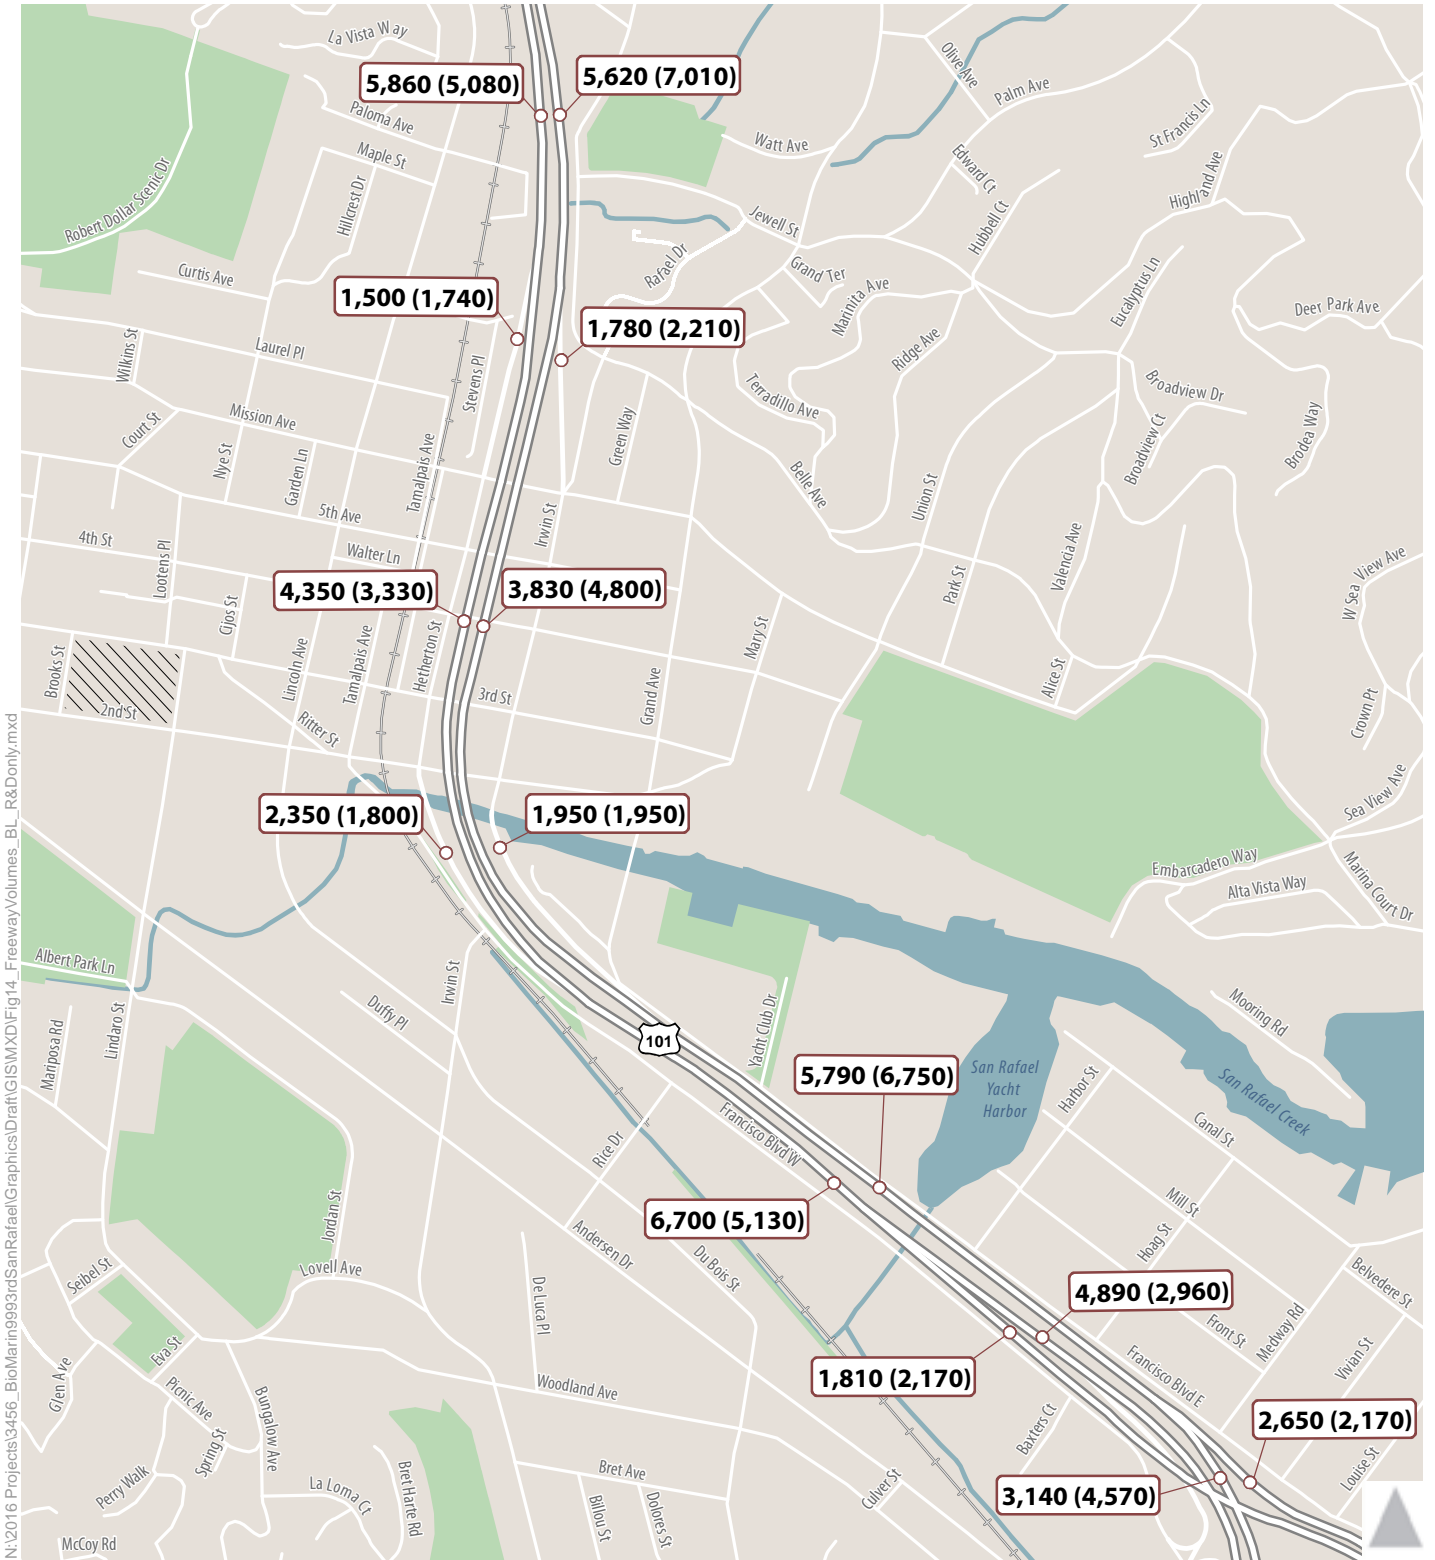 La Vista Way
5,860 (5,080)
5,620 (7,010)
Olive Ave
Palm Ave
Paloma Ave
Watt Ave
St Francis Ln
Maple St
Edward Ct
Highland Ave
Robert Dollar Scenic Dr
Hillcrest Dr
Jewell St
Hubbell Ct
Curtis Ave
Rafael Dr
Grand Ter
Marinita Ave
Eucalyptus Ln
Deer Park Ave
1,500 (1,740)
1,780 (2,210)
Wilkins St
Laurel Pl
Stevens Pl
Ridge Ave
Terradillo Ave
Broadview Dr
Court St
Mission Ave
Green Way
Broadview Ct
Brodea Way
Nye St
Garden Ln
Tamalpais Ave
Belle Ave
Union St
5th Ave
Irwin St
4th St
Lootens Pl
Walter Ln
Valencia Ave
W Sea View Ave
4,350 (3,330)
3,830 (4,800)
Park St
Cijos St
Mary St
Brooks St
Lincoln Ave
Tamalpais Ave
Hetherton St
Alice St
3rd St
Grand Ave
2nd St
Ritter St
Crown Pt
Sea View Ave
2,350 (1,800)
1,950 (1,950)
Embarcadero Way
Alta Vista Way
Marina Court Dr
Albert Park Ln
Irwin St
Duffy Pl
Mariposa Rd
Lindaro St
Yacht Club Dr
Mooring Rd
101
San Rafael
Yacht
Harbor
5,790 (6,750)
Harbor St
San Rafael Creek
Canal St
Francisco Blvd W
Rice Dr
6,700 (5,130)
Mill St
Jordan St
Andersen Dr
Hoag St
Seibel St
Lovell Ave
Du Bois St
Belvedere St
De Luca Pl
4,890 (2,960)
Front St
Medway Rd
Vivian St
Eva St
1,810 (2,170)
Francisco Blvd E
Glen Ave
Picnic Ave
Bungalow Ave
Woodland Ave
Baxters Ct
2,650 (2,170)
Spring St
Perry Walk
La Loma Ct
Bret Harte Rd
Bret Ave
Culver St
Louise St
3,140 (4,570)
Billou St
Dolores St
McCoy Rd
N:\2016 Projects\3456_BioMarin9993rdSanRafael\Graphics\Draft\GIS\MXD\Fig14_FreewayVolumes_BL_R&Donly.mxd